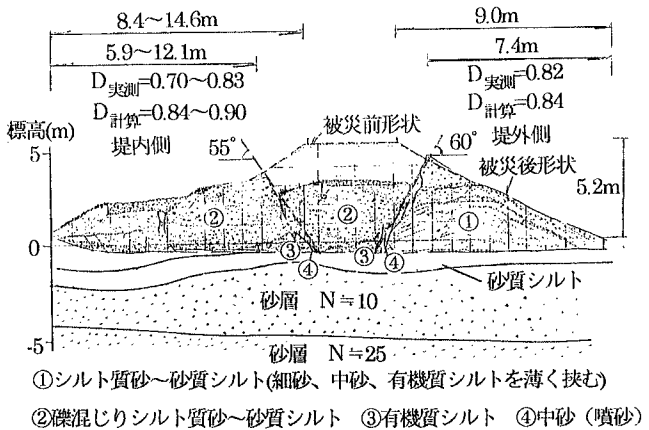 8.4～14.6m
9.0m
5.9～12.1m
7.4m
D実測=0.70～0.83
D実測=0.82
D計算=0.84～0.90
D計算=0.84
標高(m)
堤内側
被災前形状
堤外側
5
55°
60°
被災後形状
5.2m
②
②
①
0
③
④
③
④
砂質シルト
砂層 N≒10
-5
砂層 N≒25
①シルト質砂～砂質シルト(細砂、中砂、有機質シルトを薄く挟む)
②礫混じりシルト質砂～砂質シルト ③有機質シルト ④中砂（噴砂）